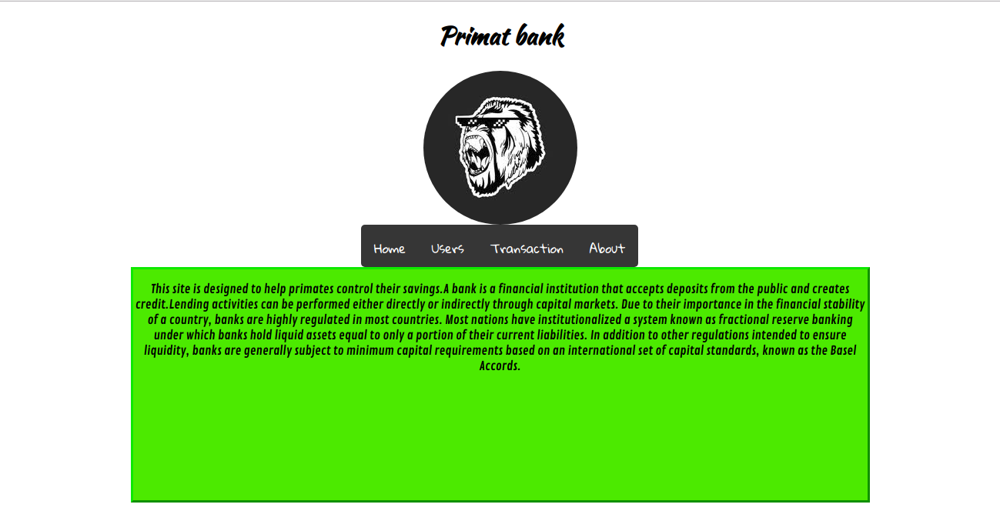 Primat bank
Home Users Transaction About
This site is designed to help primates control their savings.A bank is a financial institution that accepts deposits from the public and creates
credit.Lending activities can be performed either directly or indirectly through capital markets. Due to their importance in the financial stability
of a country, banks are highly regulated in most countries. Most nations have institutionalized a system known as fractional reserve banking
under which banks hold liquid assets equal to only a portion of their current liabilities. In addition to other regulations intended to ensure
liquidity, banks are generally subject to minimum capital requirements based on an international set of capital standards, known as the Basel
Accords.